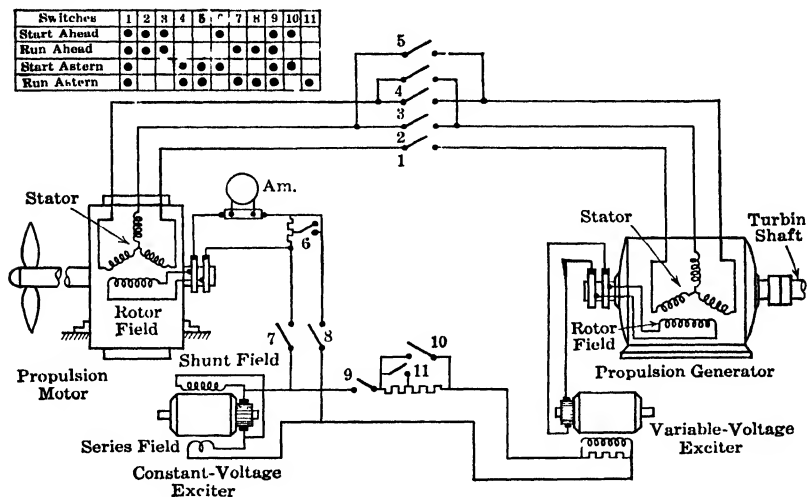 Switches 1 2 3 4 5 6 7 8 9 10 11
Start Ahead
Run Ahead
Start Astern
Run Astern
5
4
3
2
1
Am.
Stator
6
Rotor
Field
7
8
Propulsion
Motor
Shunt Field
9
10
11
Series Field
Constant-Voltage
Exciter
Stator
Turbin
Shaft
Rotor
Field
Propulsion Generator
Variable-Voltage
Exciter